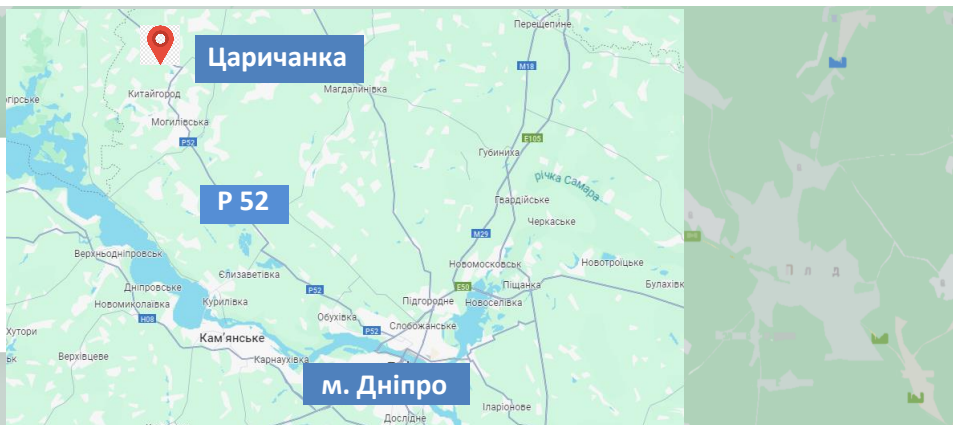 Перещепине
Царичанка
M18
Китайгород
Магдалинівка
Могилівська
P52
E105
Губиниха
річка Самара
Гвардійське
P 52
Черкаське
M29
Верхньодніпровськ
Новомосковськ
Новотроїцьке
Єлизаветівка
Піщанка
Дніпровське
P52
E50
Новомиколаївка
Курилівка
Підгородне
Новоселівка
H08
Обухівка
Слобожанське
Хутори
P52
Кам'янське
Верхівцеве
Карнаухівка
м. Дніпро
Іларіонове
Дослідне